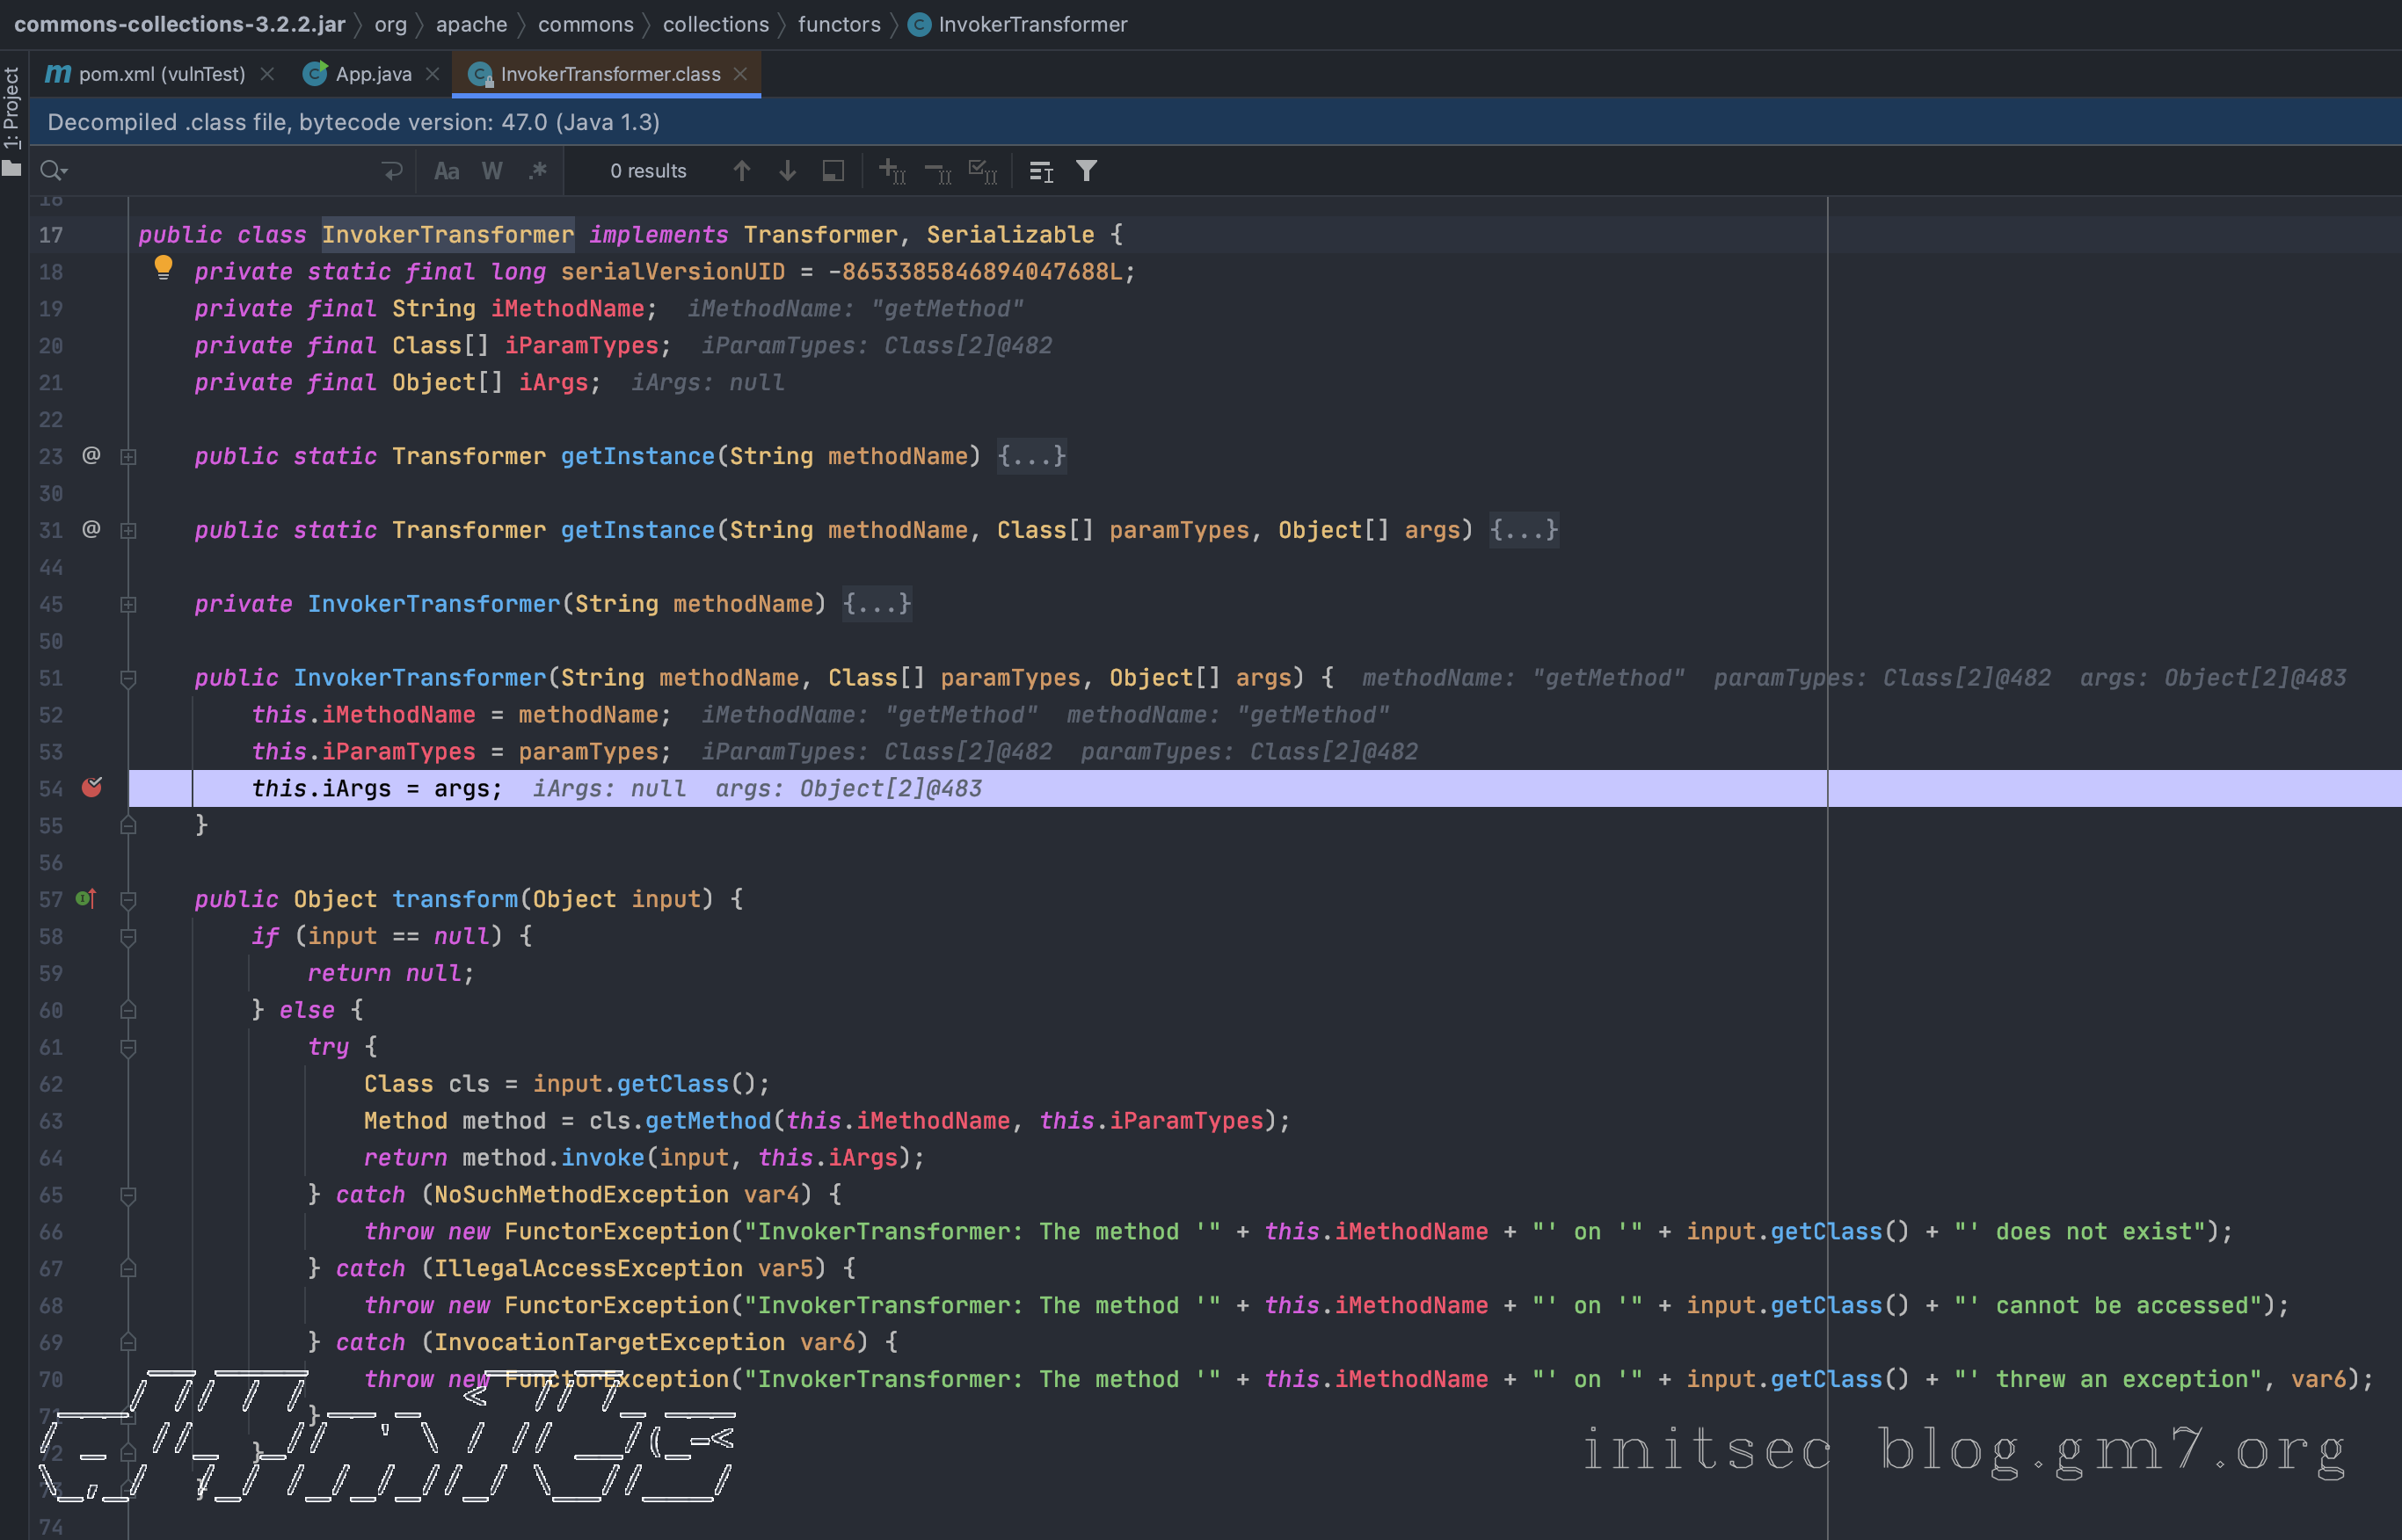 commons-collections-3.2.2.jar org apache commons collections functors InvokerTransformer
1: Project
pom.xml (vulnTest) App.java InvokerTransformer.class
Decompiled .class file, bytecode version: 47.0 (Java 1.3)
Aa W .* 0 results
16
17 public class InvokerTransformer implements Transformer, Serializable {
18 private static final long serialVersionUID = -8653385846894047688L;
19 private final String iMethodName; iMethodName: "getMethod"
20 private final Class[] iParamTypes; iParamTypes: Class[2]@482
21 private final Object[] iArgs; iArgs: null
22
23 @ public static Transformer getInstance(String methodName) {...}
30
31 @ public static Transformer getInstance(String methodName, Class[] paramTypes, Object[] args) {...}
44
45 private InvokerTransformer(String methodName) {...}
50
51 public InvokerTransformer(String methodName, Class[] paramTypes, Object[] args) { methodName: "getMethod" paramTypes: Class[2]@482 args: Object[2]@483
52 this.iMethodName = methodName; iMethodName: "getMethod" methodName: "getMethod"
53 this.iParamTypes = paramTypes; iParamTypes: Class[2]@482 paramTypes: Class[2]@482
54 this.iArgs = args; iArgs: null args: Object[2]@483
55 }
56
57 public Object transform(Object input) {
58 if (input == null) {
59 return null;
60 } else {
61 try {
62 Class cls = input.getClass();
63 Method method = cls.getMethod(this.iMethodName, this.iParamTypes);
64 return method.invoke(input, this.iArgs);
65 } catch (NoSuchMethodException var4) {
66 throw new FunctorException("InvokerTransformer: The method '" + this.iMethodName + "' on '" + input.getClass() + "' does not exist");
67 } catch (IllegalAccessException var5) {
68 throw new FunctorException("InvokerTransformer: The method '" + this.iMethodName + "' on '" + input.getClass() + "' cannot be accessed");
69 } catch (InvocationTargetException var6) {
70 throw new FunctorException("InvokerTransformer: The method '" + this.iMethodName + "' on '" + input.getClass() + "' threw an exception", var6);
71 }
72 }
73 }
74
initsec blog.gm7.org